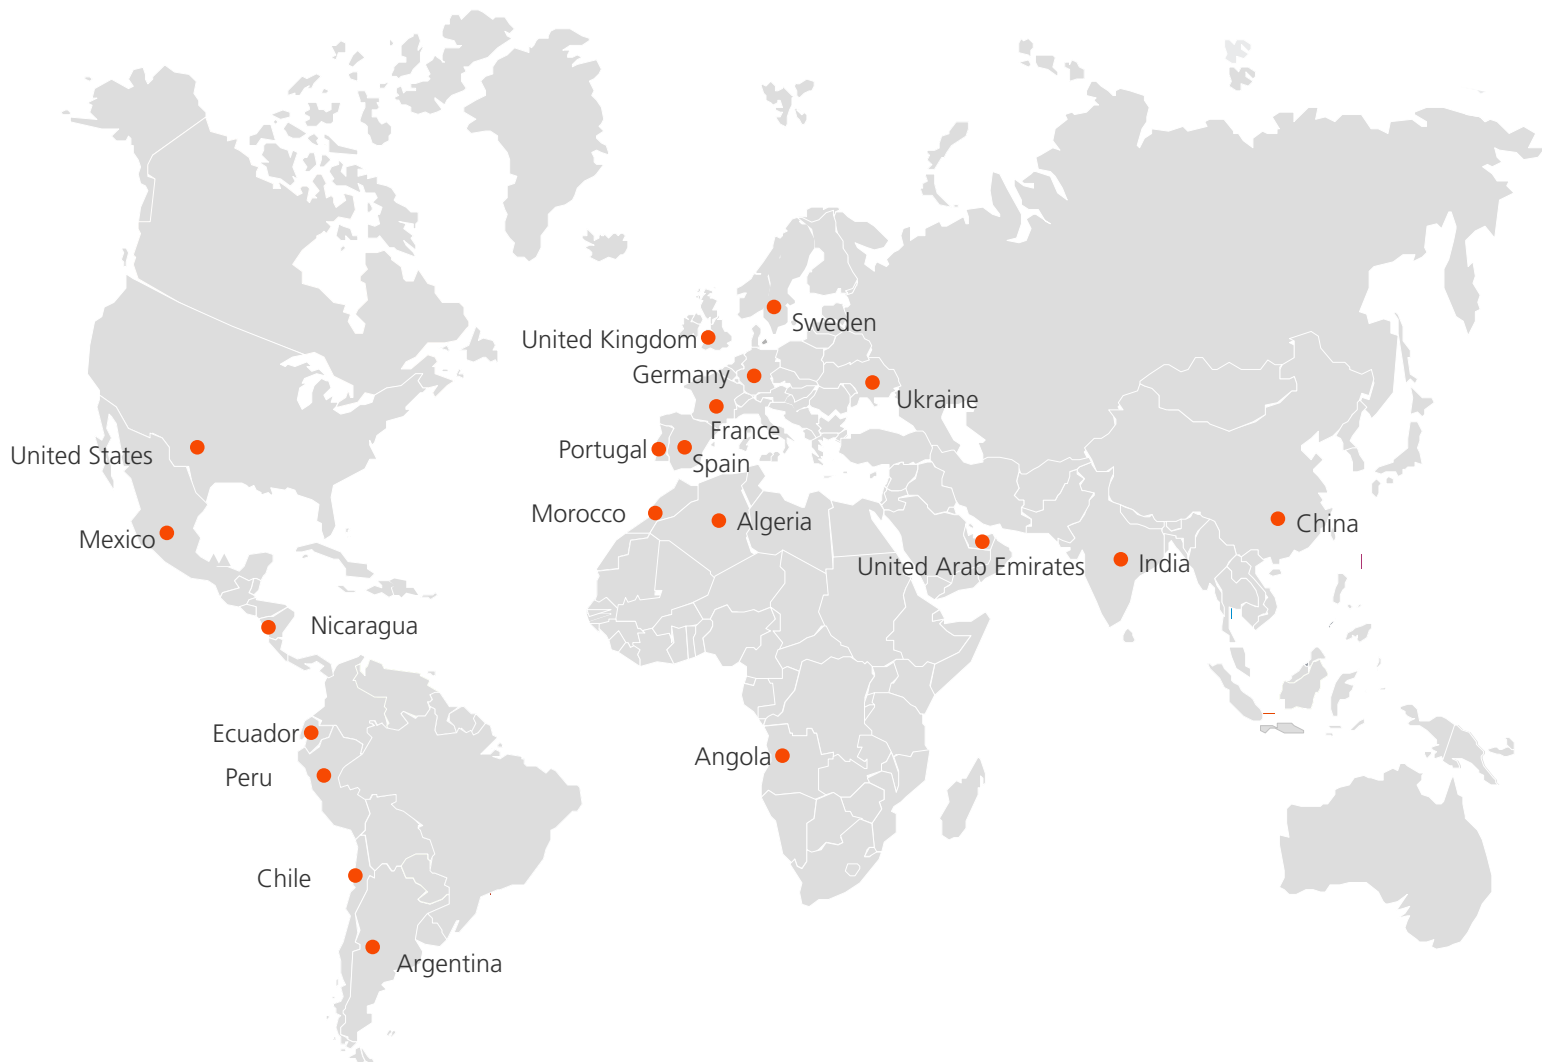 Sweden
United Kingdom
Germany
Ukraine
France
Portugal
Spain
United States
Morocco
Algeria
China
Mexico
United Arab Emirates
India
Nicaragua
Ecuador
Angola
Peru
Chile
Argentina